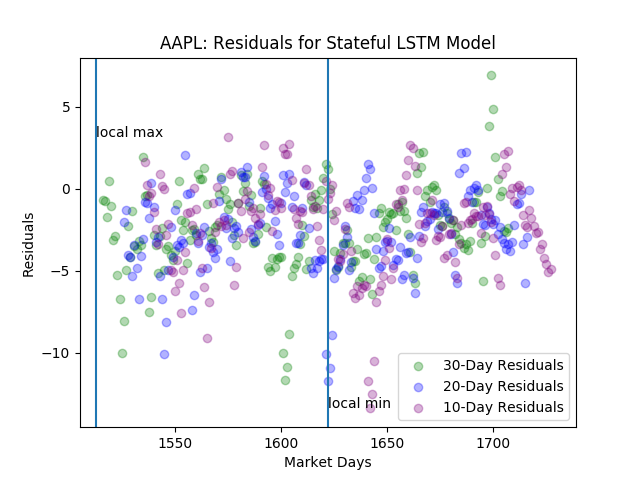 AAPL: Residuals for Stateful LSTM Model
5
0
−5
−10
Residuals
local max
local min
30-Day Residuals
20-Day Residuals
10-Day Residuals
1550 1600 1650 1700
Market Days